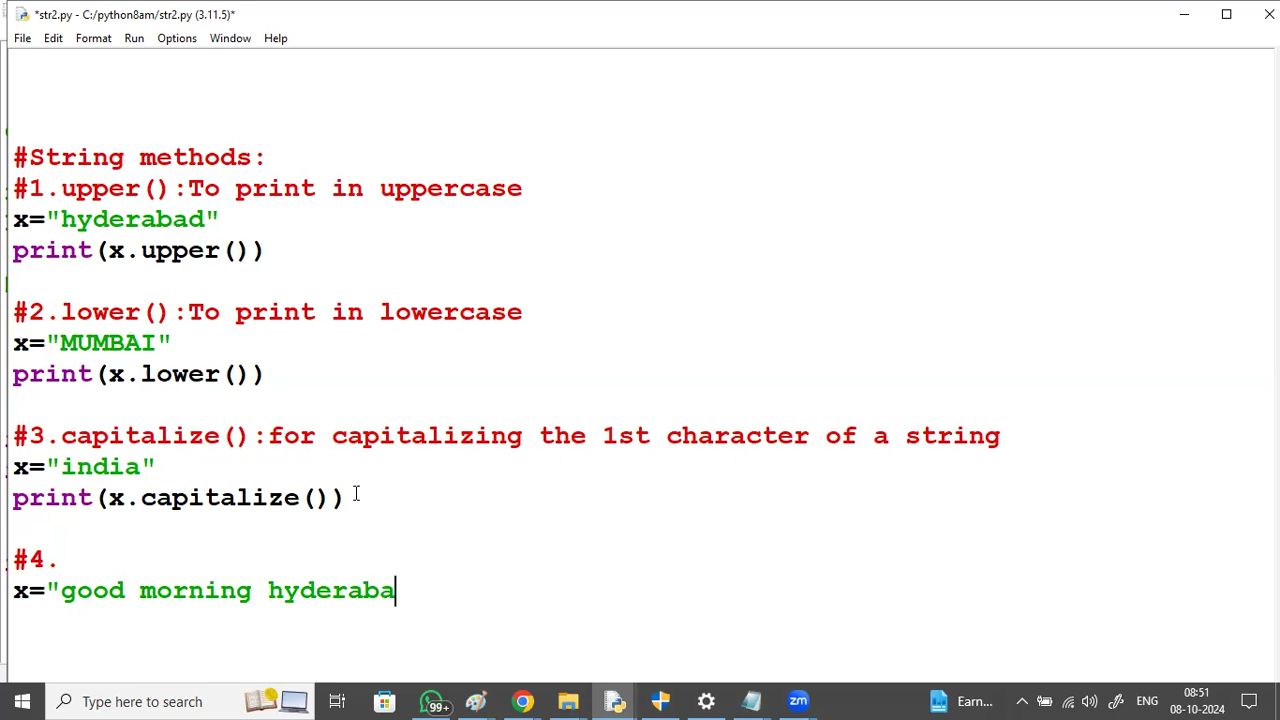 *str2.py - C:/python8am/str2.py (3.11.5)*
File Edit Format Run Options Window Help
#String methods:
#1.upper():To print in uppercase
x="hyderabad"
print(x.upper())
#2.lower():To print in lowercase
x="MUMBAI"
print(x.lower())
#3.capitalize():for capitalizing the 1st character of a string
x="india"
print(x.capitalize())
#4.
x="good morning hyderaba
Type here to search
99+
zm
Earn...
ENG
08:51
08-10-2024